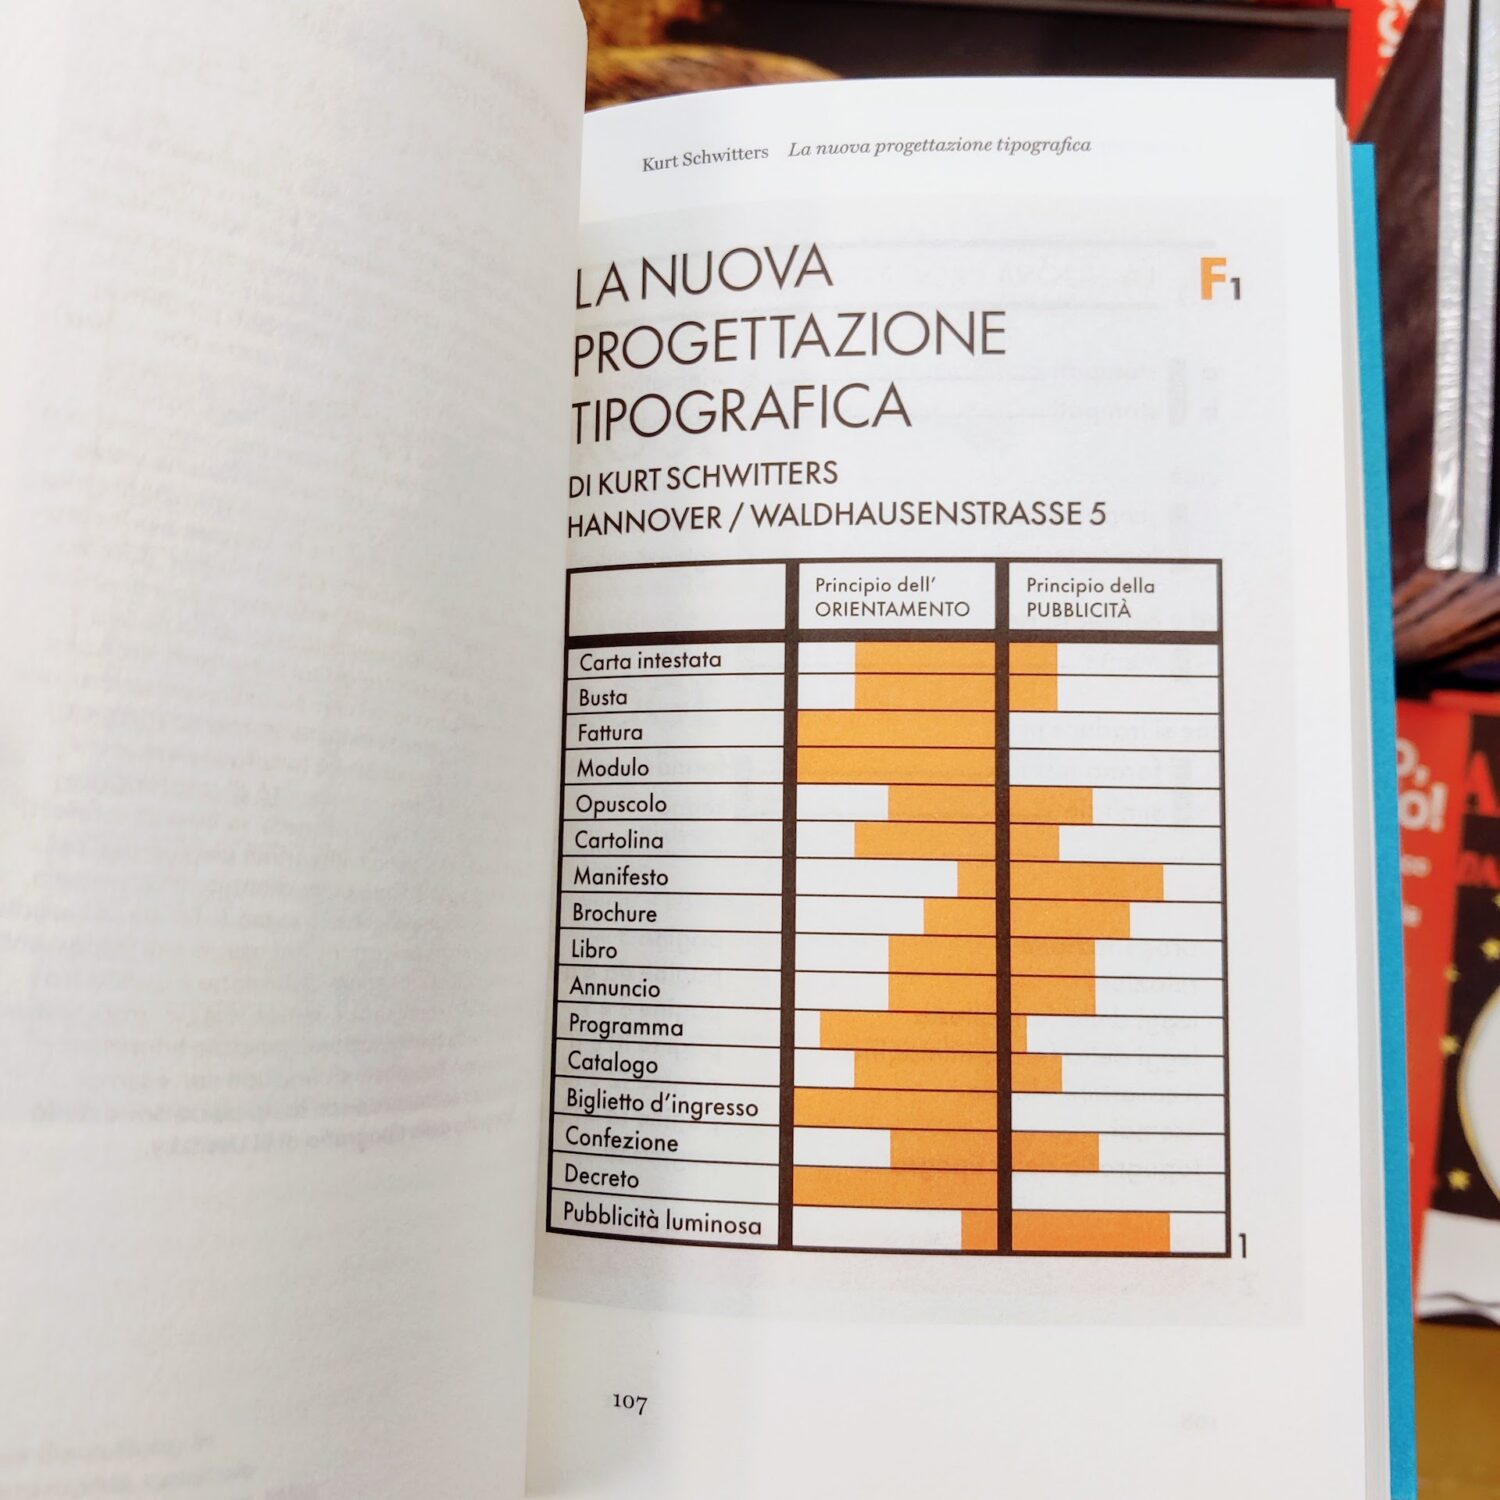 Kurt Schwitters La nuova progettazione tipografica
LA NUOVA
PROGETTAZIONE
TIPOGRAFICA
F1
DI KURT SCHWITTERS
HANNOVER / WALDHAUSENSTRASSE 5
Principio dell'
ORIENTAMENTO
Principio della
PUBBLICITÀ
Carta intestata
Busta
Fattura
Modulo
Opuscolo
Cartolina
Manifesto
Brochure
Libro
Annuncio
Programma
Catalogo
Biglietto d'ingresso
Confezione
Decreto
Pubblicità luminosa
1
107